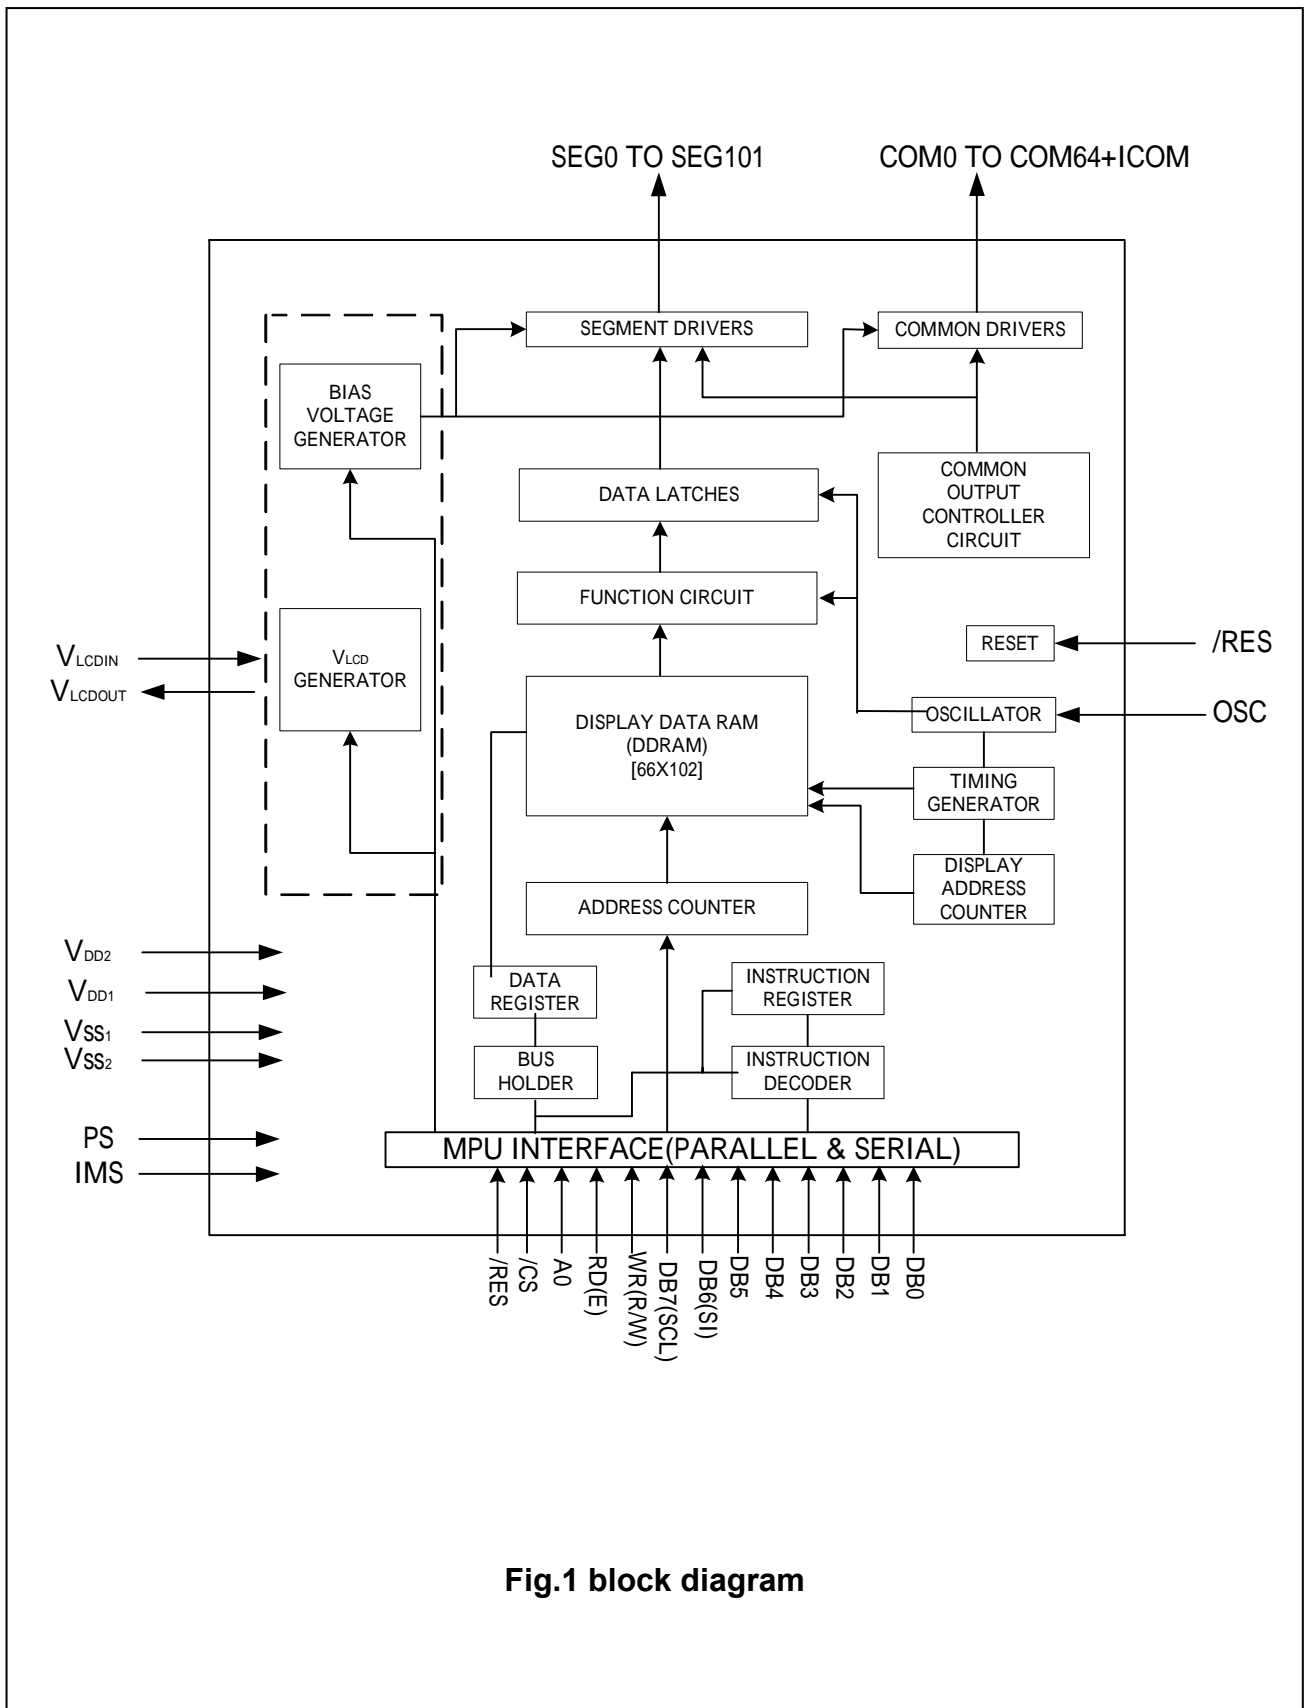 SEG0 TO SEG101
COM0 TO COM64+ICOM
SEGMENT DRIVERS
COMMON DRIVERS
BIAS
VOLTAGE
GENERATOR
DATA LATCHES
COMMON
OUTPUT
CONTROLLER
CIRCUIT
FUNCTION CIRCUIT
VLCDIN
VLCDOUT
VLCD
GENERATOR
RESET
/RES
DISPLAY DATA RAM
(DDRAM)
[66X102]
OSCILLATOR
OSC
TIMING
GENERATOR
DISPLAY
ADDRESS
COUNTER
ADDRESS COUNTER
VDD2
VDD1
VSS1
VSS2
DATA
REGISTER
INSTRUCTION
REGISTER
BUS
HOLDER
INSTRUCTION
DECODER
PS
IMS
MPU INTERFACE(PARALLEL & SERIAL)
/RES
/CS
A0
RD(E)
WR(R/W)
DB7(SCL)
DB6(SI)
DB5
DB4
DB3
DB2
DB1
DB0
Fig.1 block diagram